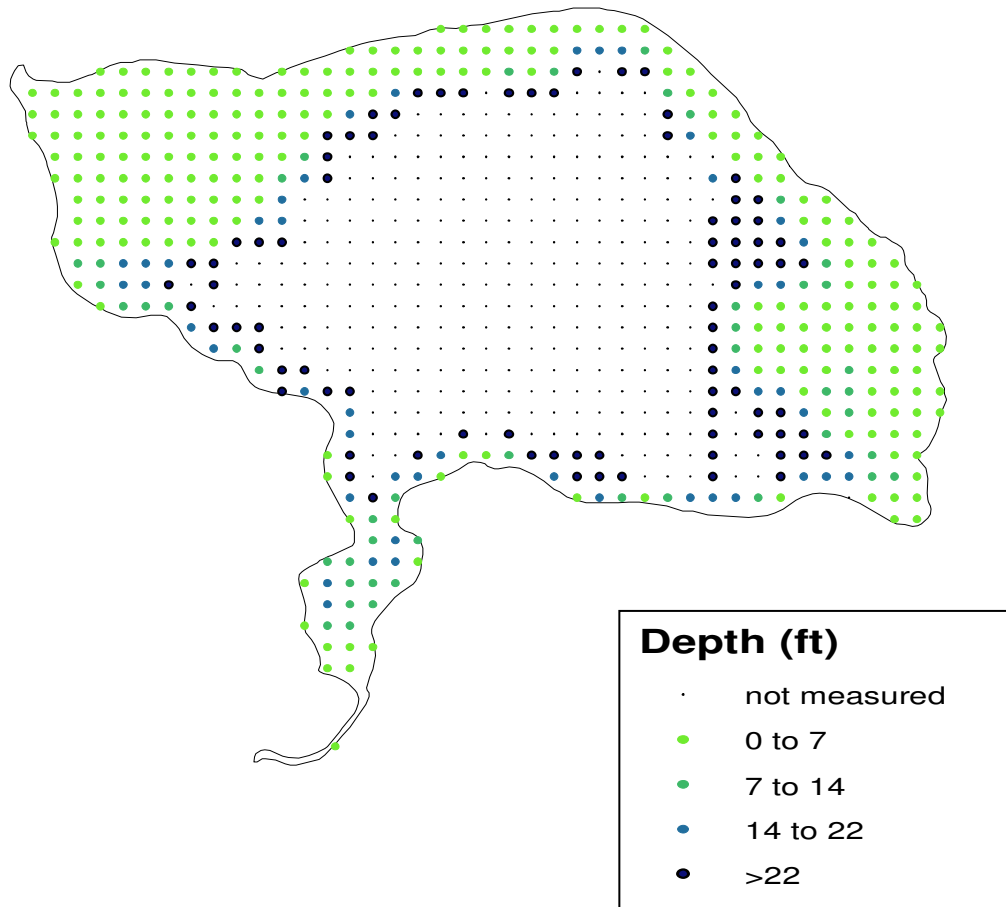 Depth (ft)
not measured
0 to 7
7 to 14
14 to 22
>22